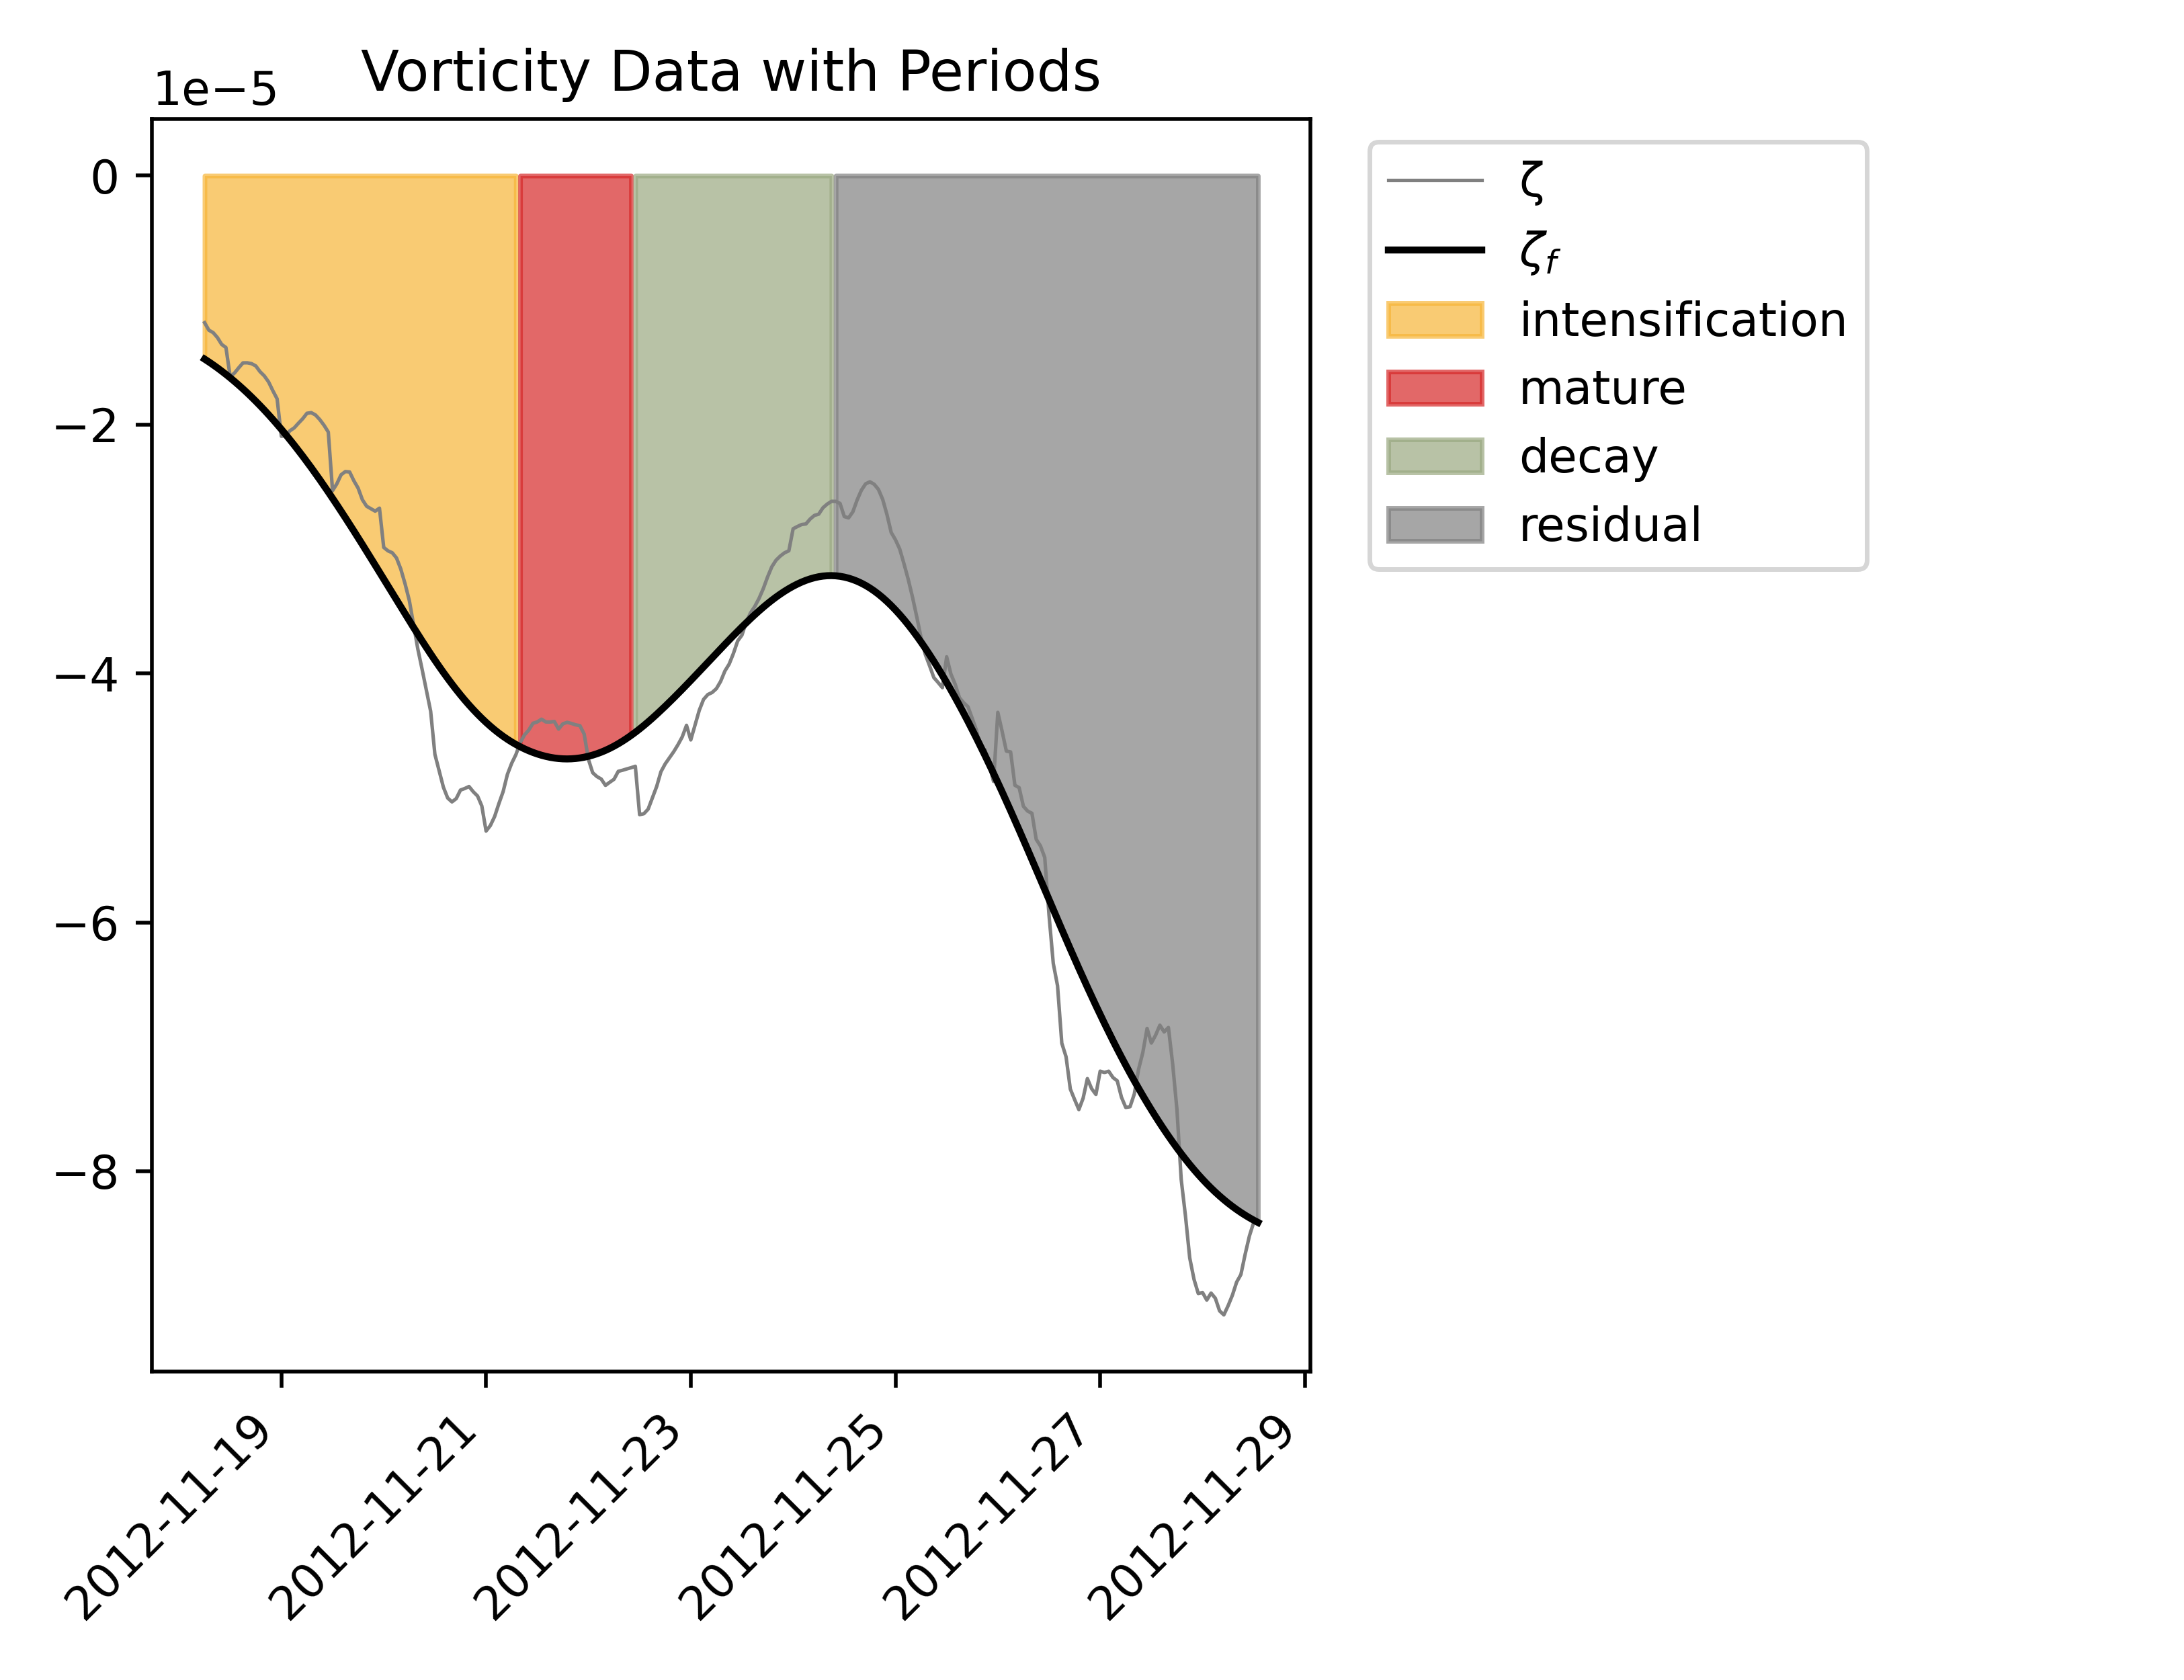 Vorticity Data with Periods
1e−5
0
−2
−4
−6
−8
2012-11-19
2012-11-21
2012-11-23
2012-11-25
2012-11-27
2012-11-29
ζ
ζf
intensification
mature
decay
residual